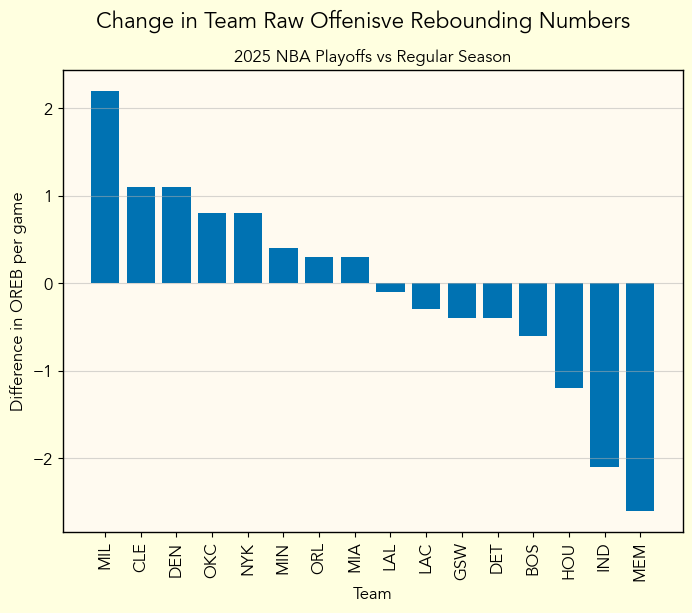 Change in Team Raw Offenisve Rebounding Numbers
2025 NBA Playoffs vs Regular Season
Difference in OREB per game
2
1
0
−1
−2
MIL
CLE
DEN
OKC
NYK
MIN
ORL
MIA
LAL
LAC
GSW
DET
BOS
HOU
IND
MEM
Team